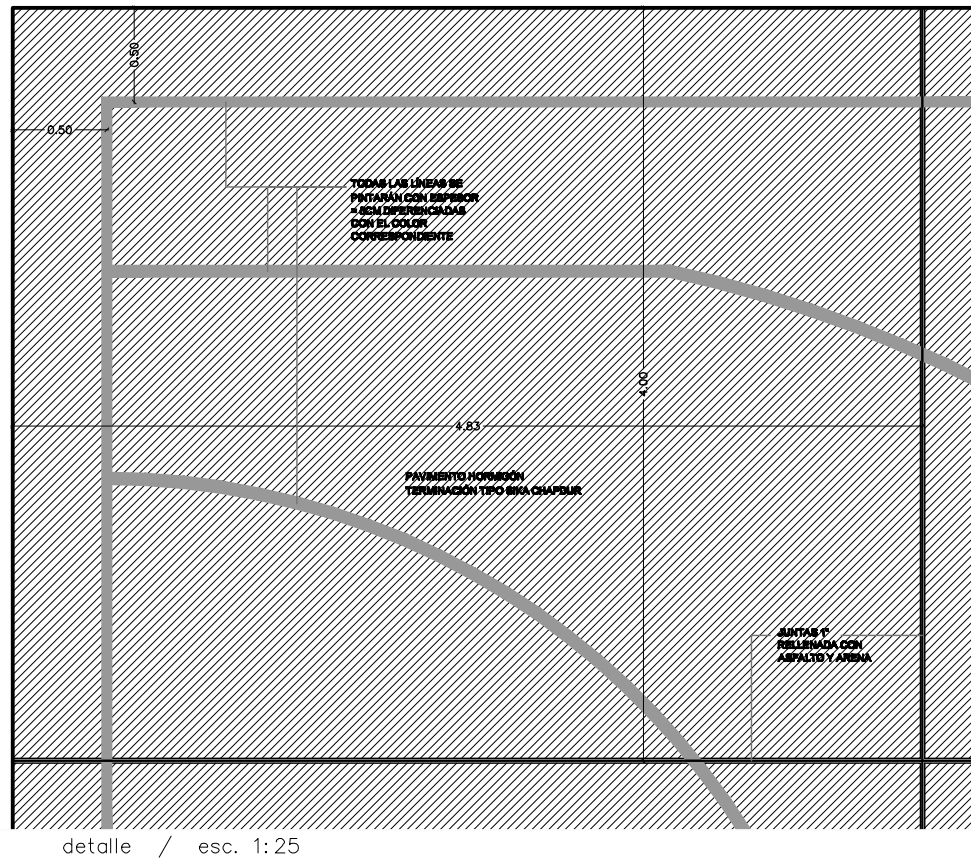 0.50
0.50
TODAS LAS LÍNEAS SE
PINTARÁN CON ESPESOR
= 5CM DIFERENCIADAS
CON EL COLOR
CORRESPONDIENTE
4.00
4.83
PAVIMENTO HORMIGÓN
TERMINACIÓN TIPO SIKA CHAPDUR
JUNTAS 1"
RELLENADA CON
ASFALTO Y ARENA
detalle / esc. 1:25